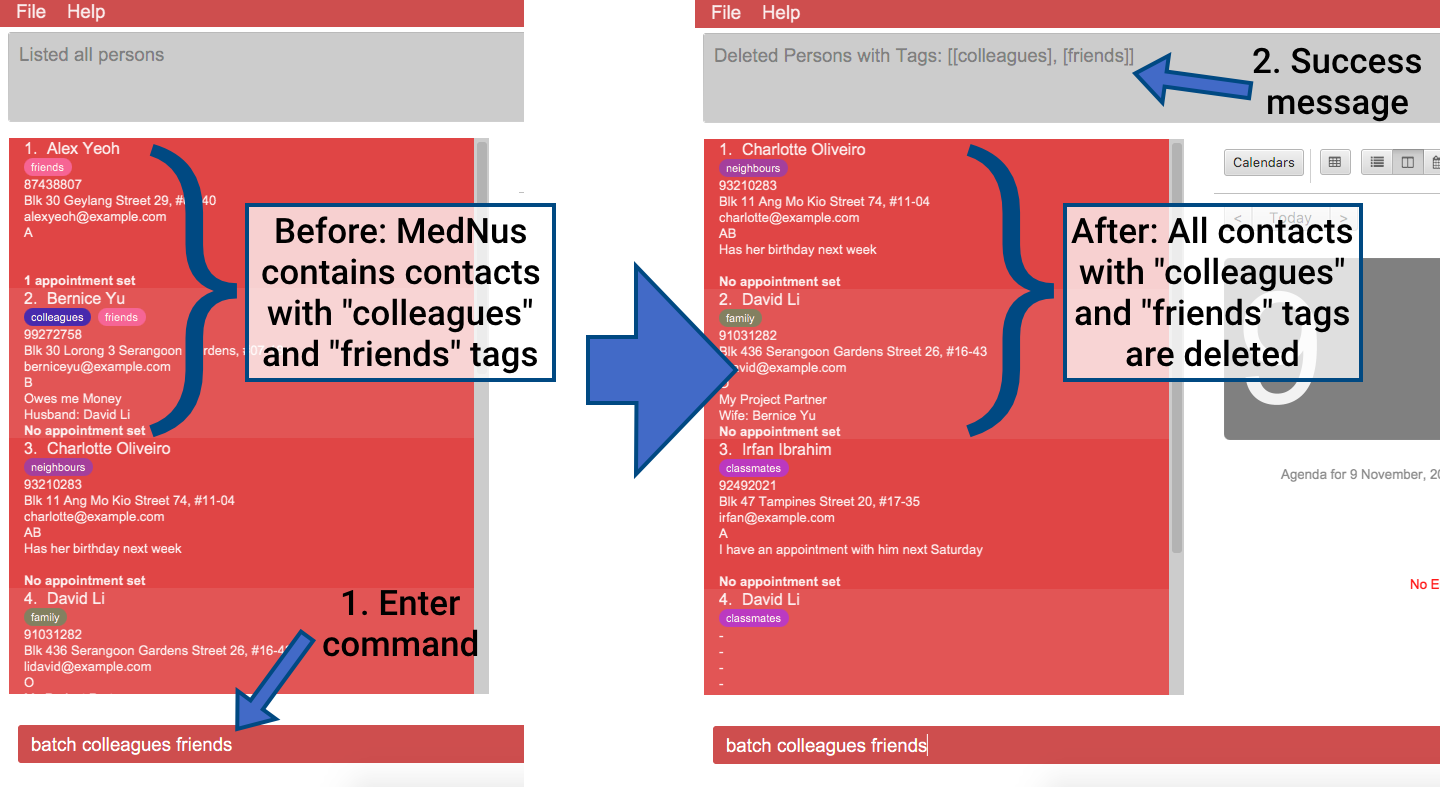 File Help
Listed all persons
1. Alex Yeoh
friends
87438807
Blk 30 Geylang Street 29, #
40
alexyeoh@example.com
A
1 appointment set
2. Bernice Yu
colleagues friends
99272758
Blk 30 Lorong 3 Serangoon
berniceyu@example.com
B
Owes me Money
Husband: David Li
No appointment set
3. Charlotte Oliveiro
neighbours
93210283
Blk 11 Ang Mo Kio Street 74, #11-04
charlotte@example.com
AB
Has her birthday next week
No appointment set
4. David Li
family
91031282
Blk 436 Serangoon Gardens Street 26, #16-4
lidavid@example.com
O
Before: MedNus
contains contacts
with "colleagues"
and "friends" tags
1. Enter
command
batch colleagues friends
File Help
Deleted Persons with Tags: [[colleagues], [friends]]
2. Success
message
1. Charlotte Oliveiro
neighbours
93210283
Blk 11 Ang Mo Kio Street 74, #11-04
charlotte@example.com
AB
Has her birthday next week
No appointment set
2. David Li
family
91031282
Blk 436 Serangoon Gardens Street 26, #16-43
vid@example.com
My Project Partner
Wife: Bernice Yu
No appointment set
3. Irfan Ibrahim
classmates
92492021
Blk 47 Tampines Street 20, #17-35
irfan@example.com
A
I have an appointment with him next Saturday
No appointment set
4. David Li
classmates
-
-
-
-
After: All contacts
with "colleagues"
and "friends" tags
are deleted
Calendars
< Today >
9
Agenda for 9 November, 20
No E
batch colleagues friends